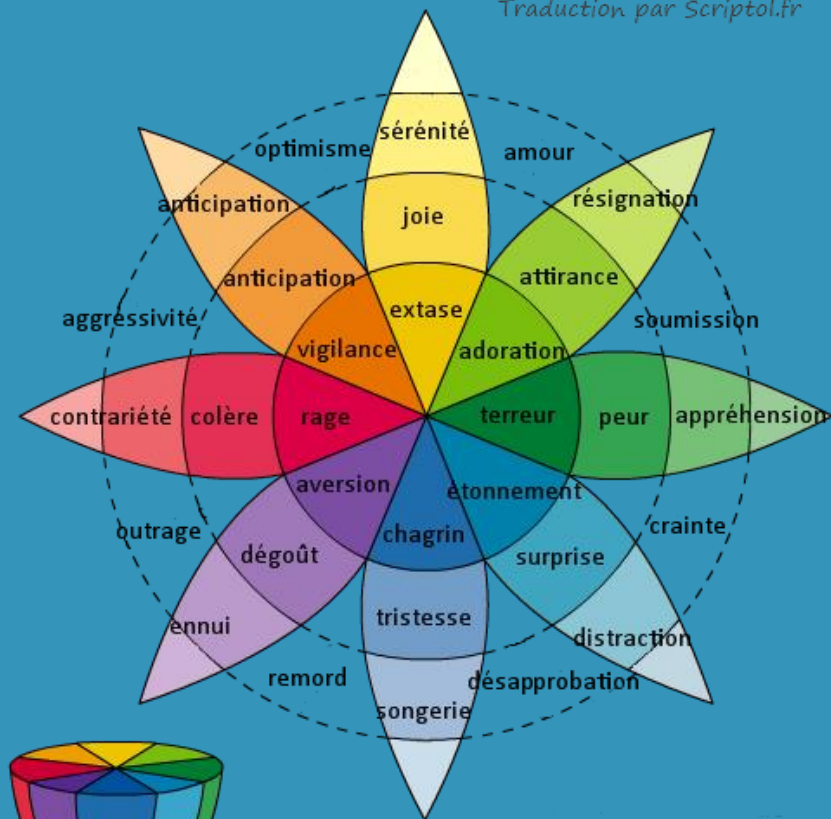 Traduction par Scriptol.fr
sérénité
optimisme
amour
anticipation
résignation
joie
anticipation
attirance
extase
aggressivité
soumission
vigilance
adoration
contrariété
colère
rage
terreur
peur
appréhension
aversion
étonnement
outrage
chagrin
crainte
dégoût
surprise
ennui
tristesse
distraction
remord
désapprobation
songerie